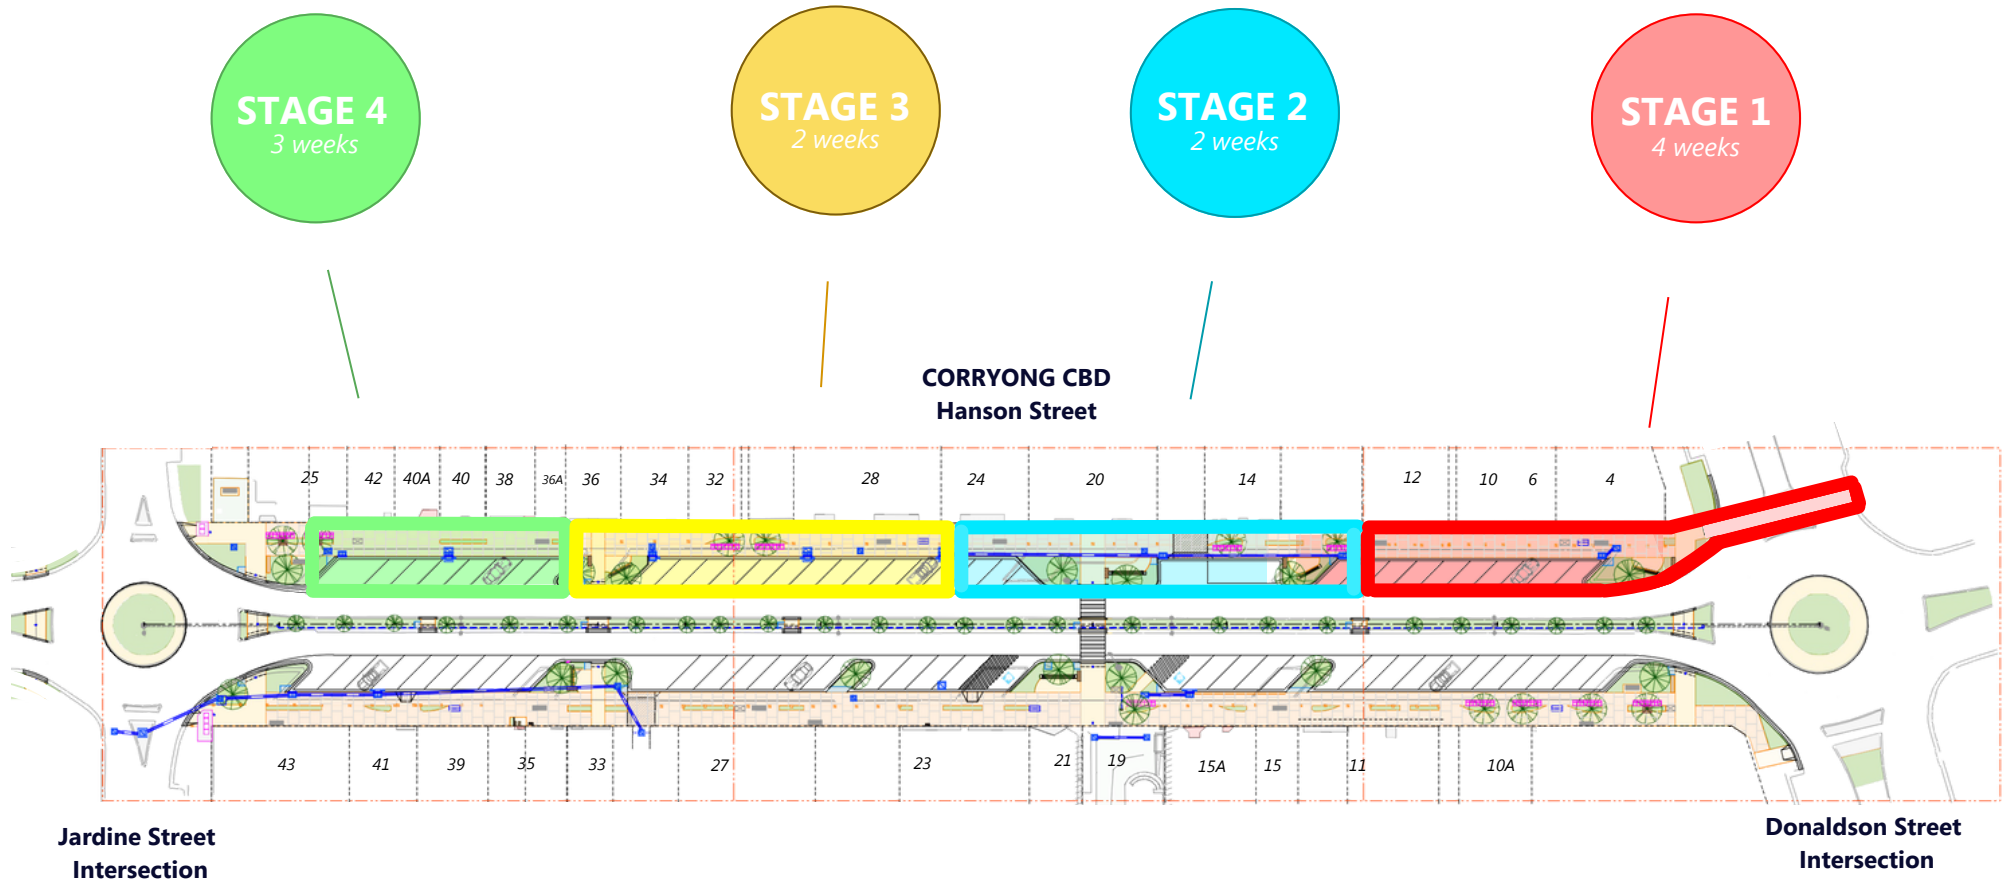 STAGE 4
3 weeks
STAGE 3
2 weeks
STAGE 2
2 weeks
STAGE 1
4 weeks
CORRYONG CBD
Hanson Street
25 42 40A 40 38 36A 36 34 32 28 24 20 14 12 10 6 4
43 41 39 35 33 27 23 21 19 15A 15 11 10A
Jardine Street
Intersection
Donaldson Street
Intersection